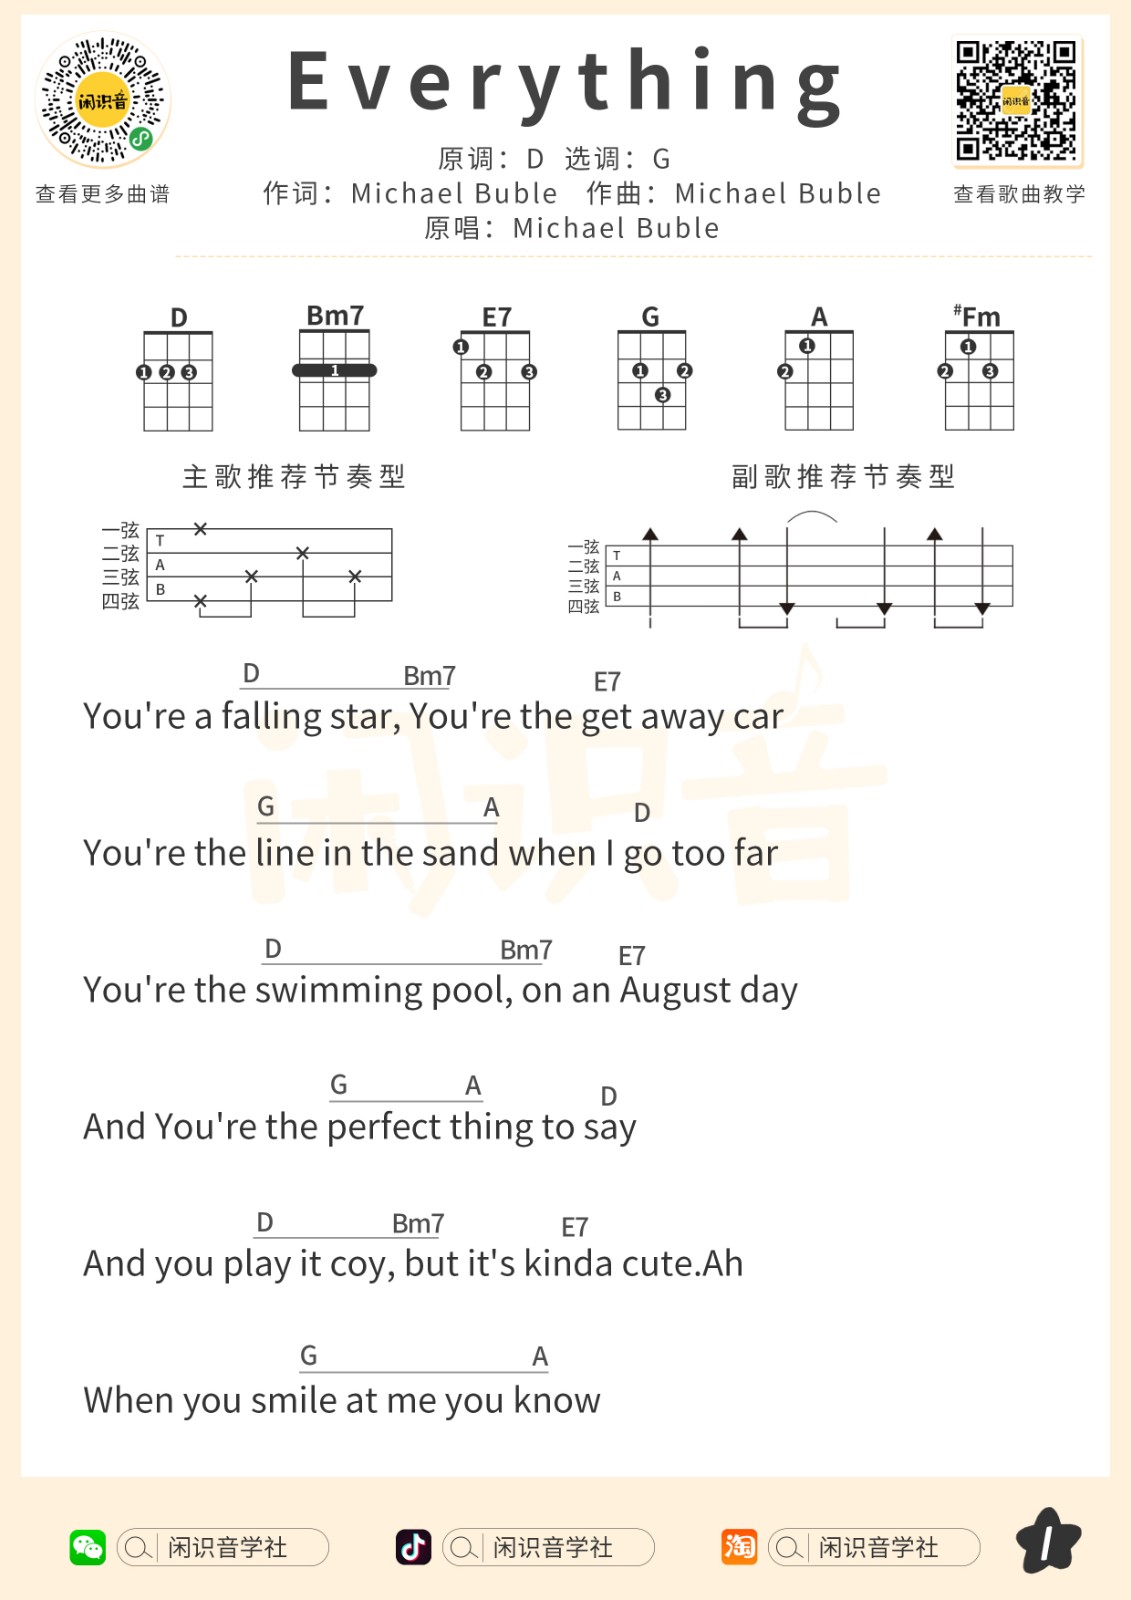 Everything
闲识音
查看更多曲谱
闲识音
查看歌曲教学
原调：D 选调：G
作词：Michael Buble 作曲：Michael Buble
原唱：Michael Buble
D Bm7 E7 G A #Fm
1 2 3
1
1 2 3
1 2 3
1 2
1 2 3
主歌推荐节奏型
副歌推荐节奏型
一弦
二弦
三弦
四弦
T
A
B
一弦
二弦
三弦
四弦
T
A
B
D Bm7 E7
You're a falling star, You're the get away car
G A D
You're the line in the sand when I go too far
D Bm7 E7
You're the swimming pool, on an August day
G A D
And You're the perfect thing to say
D Bm7 E7
And you play it coy, but it's kinda cute.Ah
G A
When you smile at me you know
闲识音
闲识音学社
闲识音学社
淘 闲识音学社
1